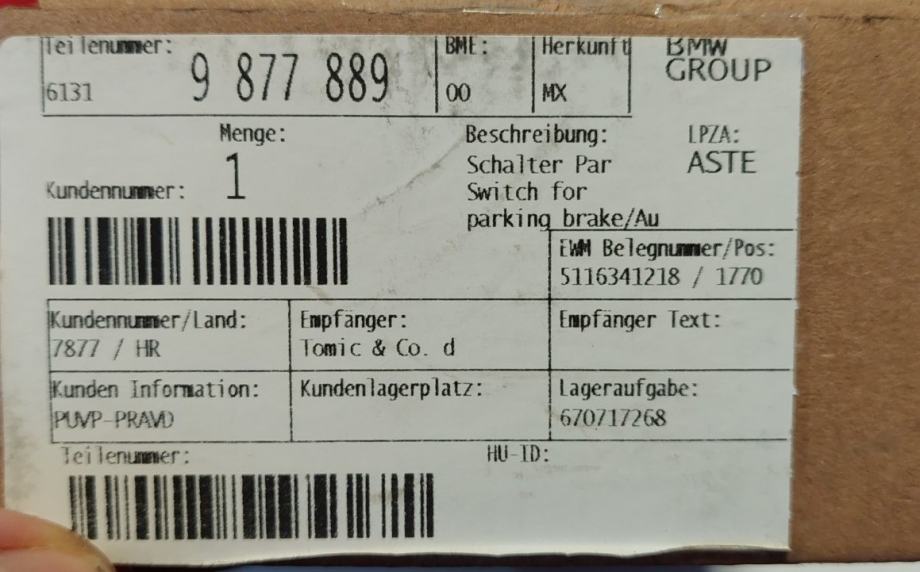 Teilenummer: BME: Herkunft BMW
6131 9 877 889 00 MX GROUP
Menge: Beschreibung: LPZA:
1 Schalter Par ASTE
Kundennummer: Switch for
parking brake/Au
EWM Belegnummer/Pos:
5116341218 / 1770
Kundennummer/Land: Empfänger: Empfänger Text:
7877 / HR Tomic & Co. d
Kunden Information: Kundenlagerplatz: Lageraufgabe:
PUVP-PRAVD 670717268
Teilenummer: HU-ID: